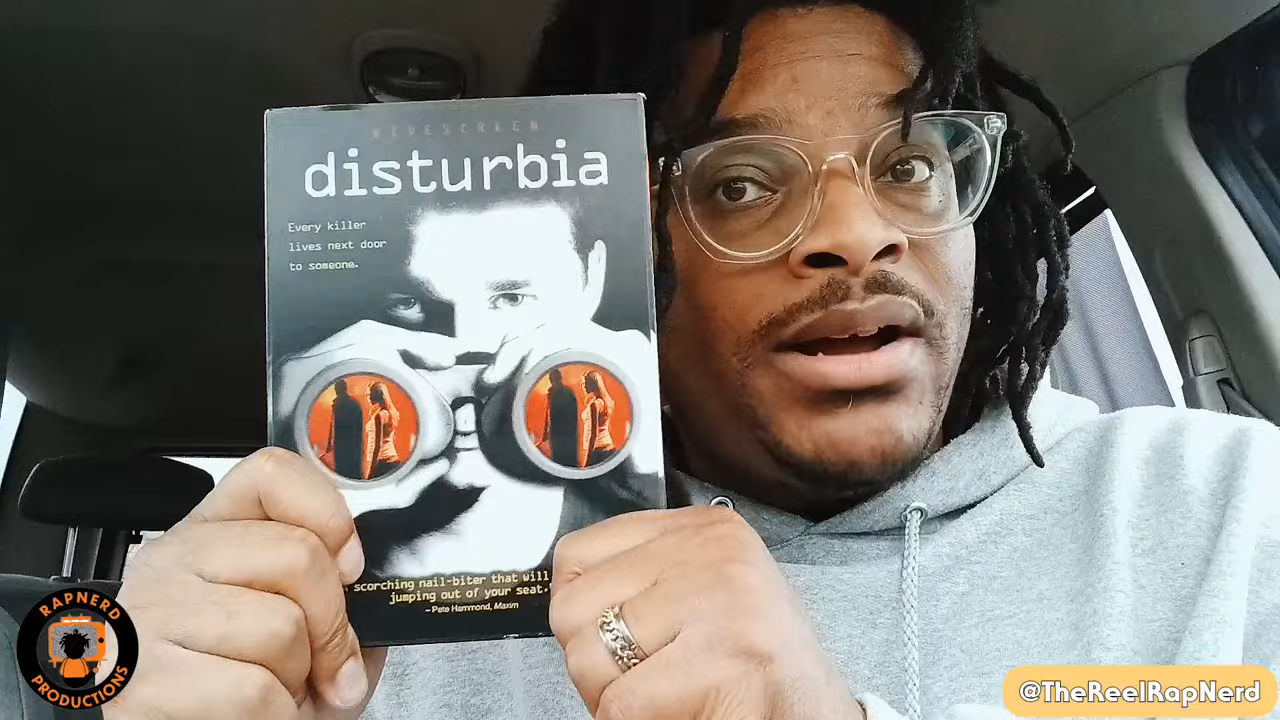 WIDESCREEN
disturbia
Every killer
lives next door
to someone.
scorching nail-biter that will
jumping out of your seat."
– Pete Hammond, Maxim
RAPNERD
PRODUCTIONS
@TheReelRapNerd